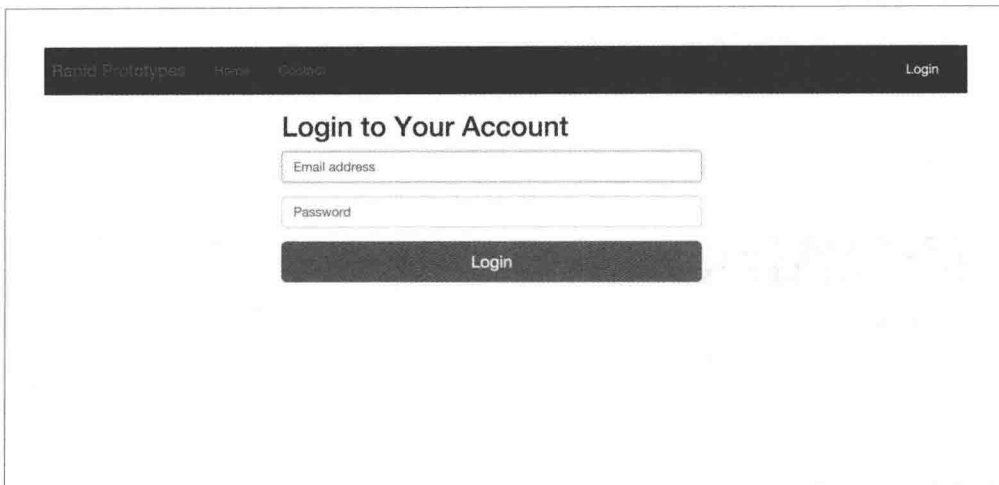 Rapid Prototypes Home Contact Login
Login to Your Account
Email address
Password
Login